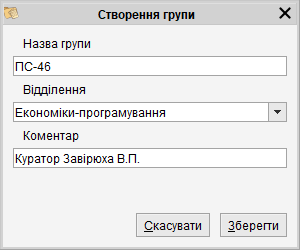 Створення групи
Назва групи
ПС-46
Відділення
Економіки-програмування
Коментар
Куратор Завірюха В.П.
Скасувати Зберегти